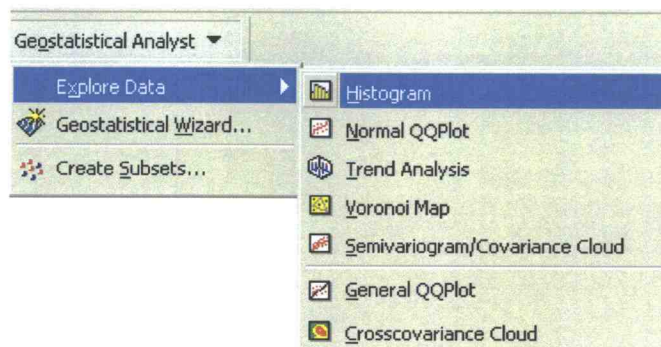 Geostatistical Analyst
Explore Data
Geostatistical Wizard...
Create Subsets...
Histogram
Normal QQPlot
Trend Analysis
Voronoi Map
Semivariogram/Covariance Cloud
General QQPlot
Crosscovariance Cloud